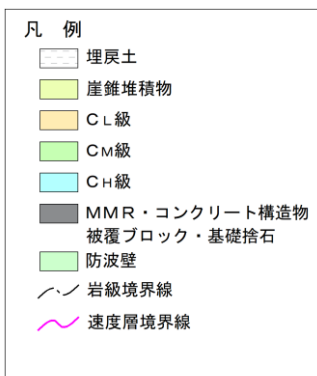 凡 例
埋戻土
崖錐堆積物
CL級
CM級
CH級
MMR・コンクリート構造物
被覆ブロック・基礎捨石
防波壁
岩級境界線
速度層境界線